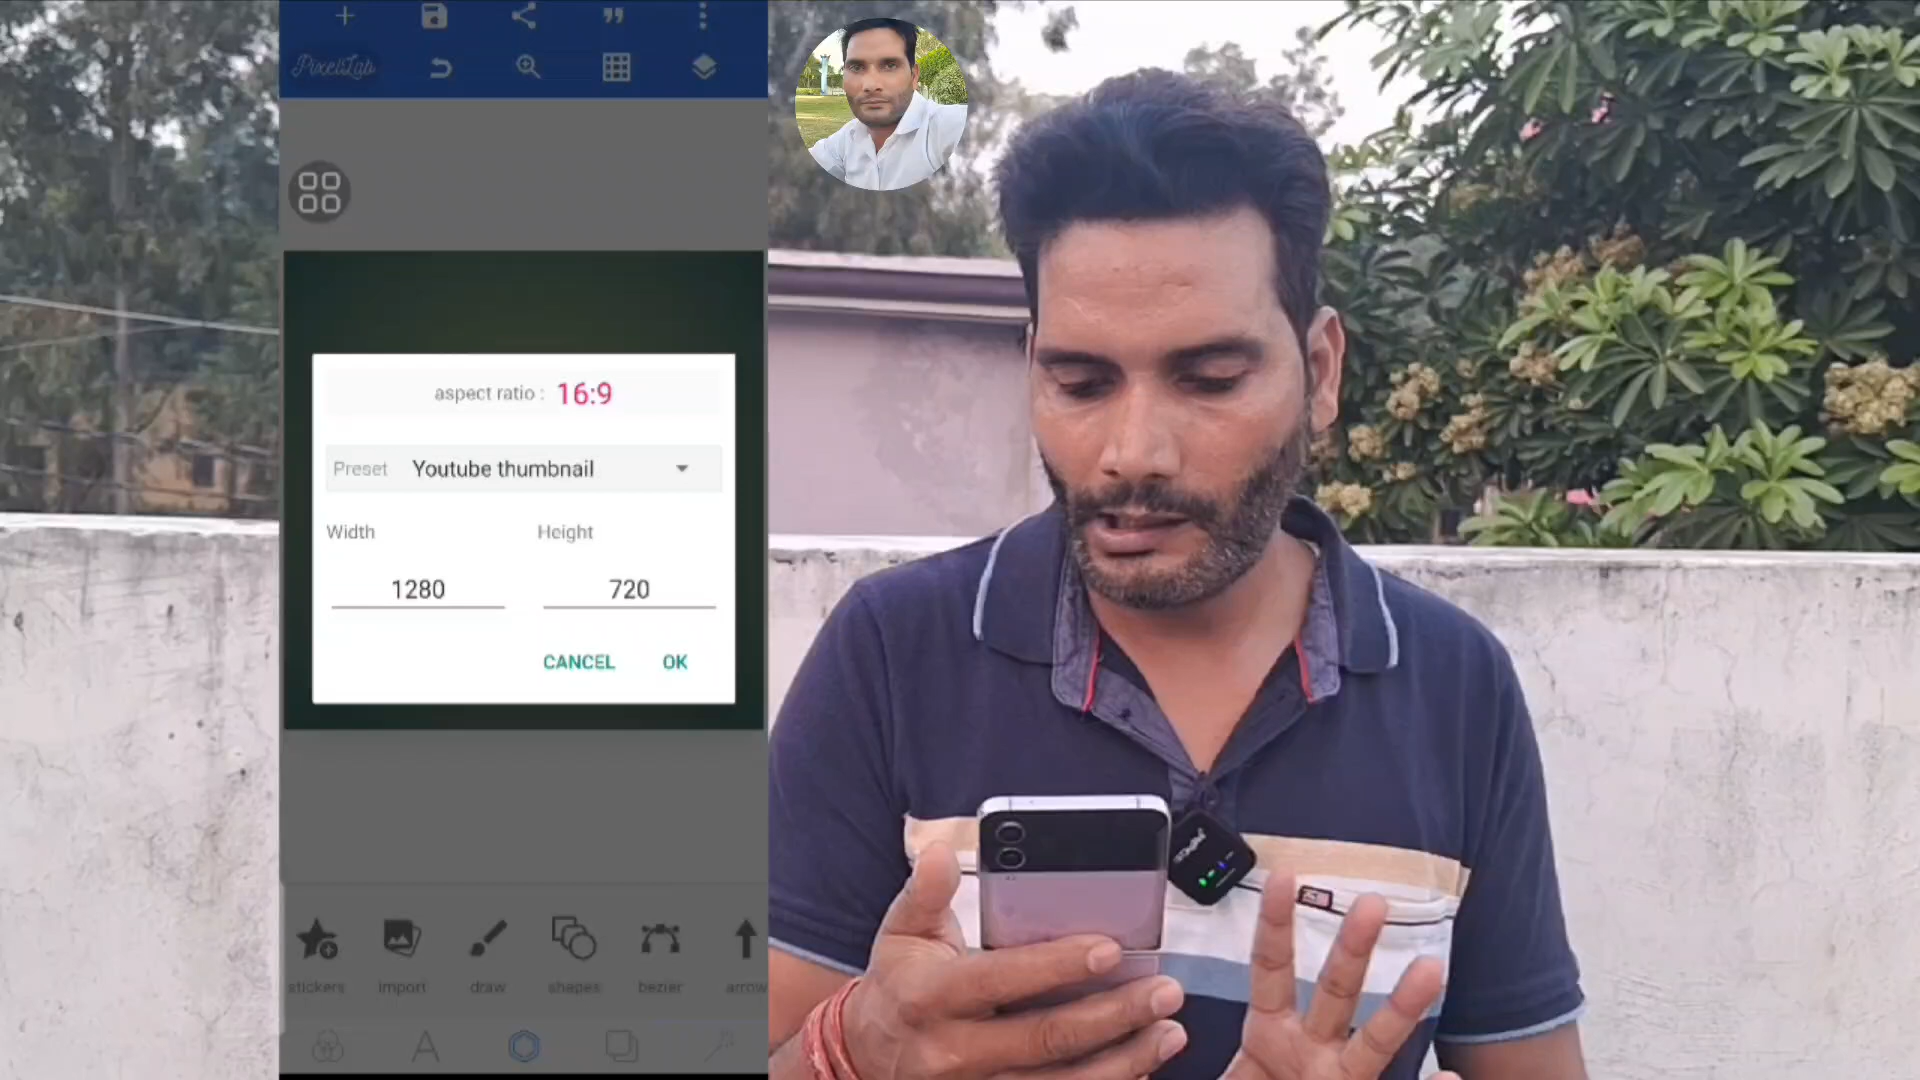 PixelLab
aspect ratio : 16:9
Preset Youtube thumbnail
Width Height
1280 720
CANCEL OK
stickers import draw shapes bezier arrow